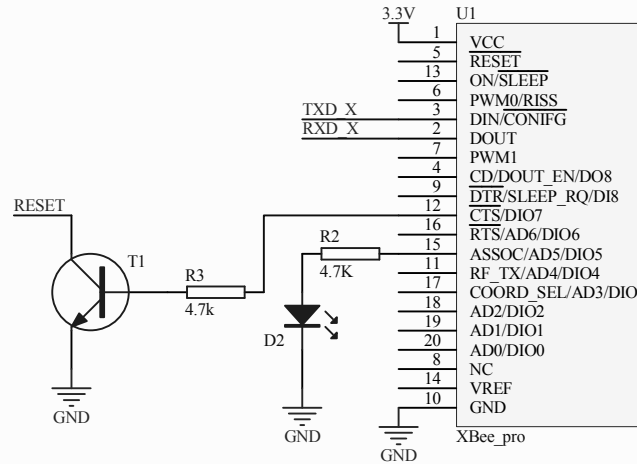 3.3V
U1
1 VCC
5 RESET
13 ON/SLEEP
6 PWM0/RISS
TXD_X 3 DIN/CONIFG
RXD_X 2 DOUT
7 PWM1
4 CD/DOUT_EN/DO8
9 DTR/SLEEP_RQ/DI8
RESET 12 CTS/DIO7
16 RTS/AD6/DIO6
R2 15 ASSOC/AD5/DIO5
T1 4.7K 11 RF_TX/AD4/DIO4
R3 17 COORD_SEL/AD3/DIO
4.7k 18 AD2/DIO2
D2 19 AD1/DIO1
20 AD0/DIO0
8 NC
14 VREF
10 GND
GND
GND
GND
XBee_pro